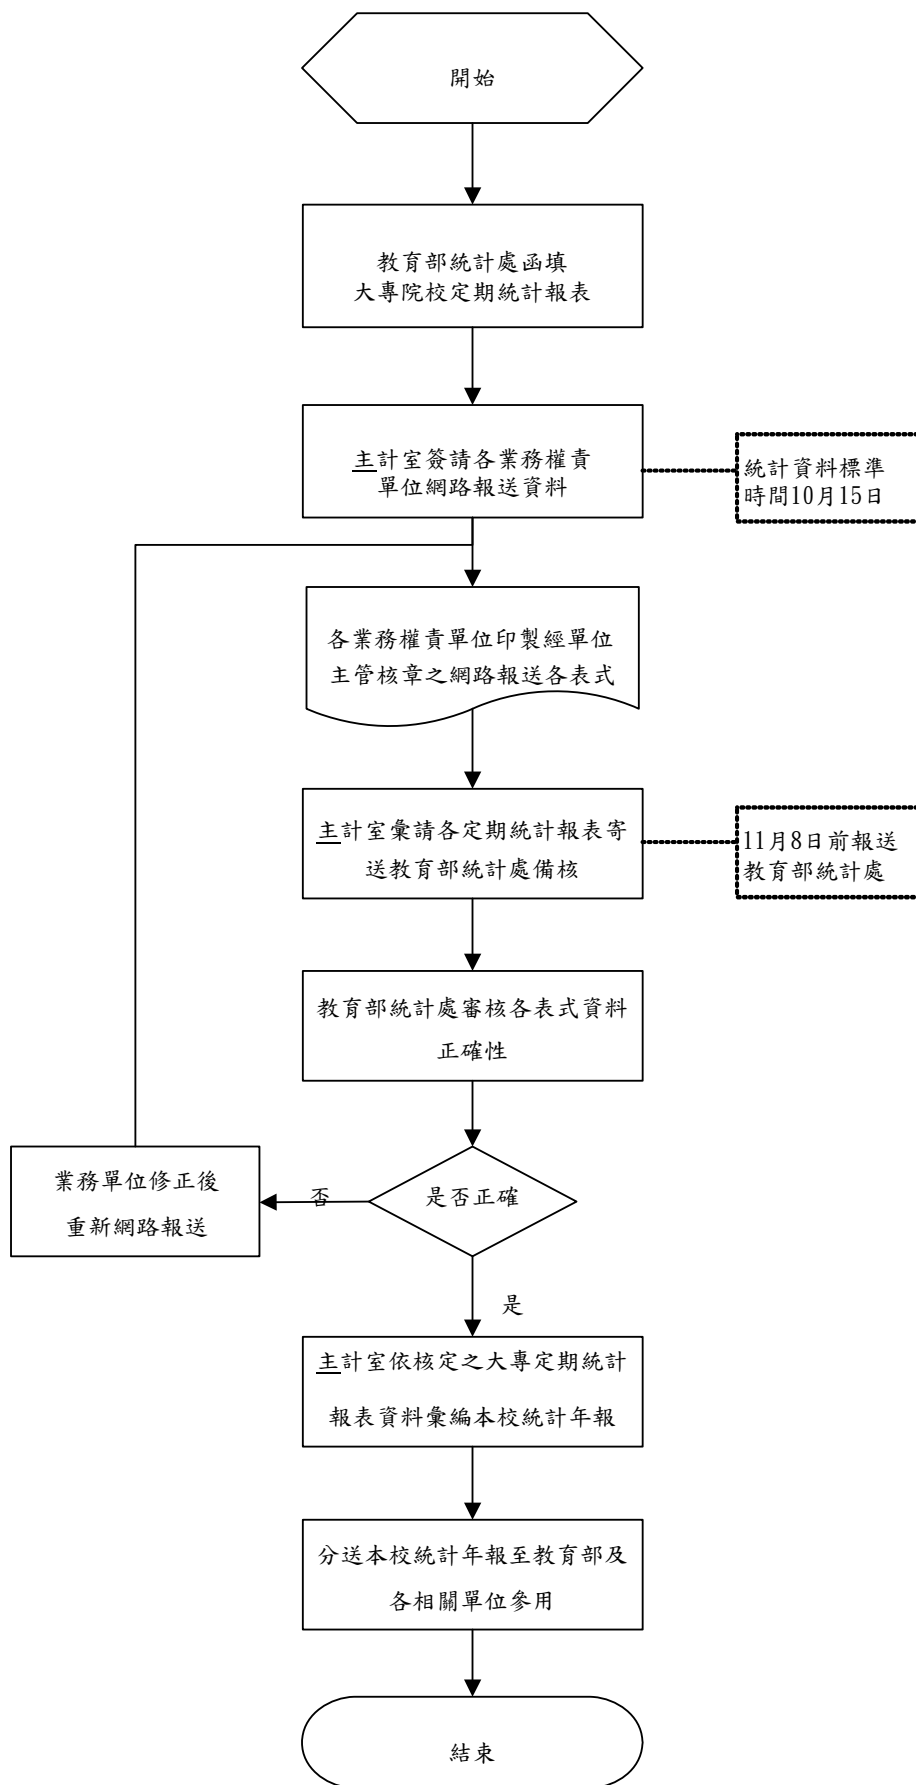 開始
教育部統計處函填
大專院校定期統計報表
主計室簽請各業務權責
單位網路報送資料
統計資料標準
時間10月15日
各業務權責單位印製經單位
主管核章之網路報送各表式
主計室彙請各定期統計報表寄
送教育部統計處備核
11月8日前報送
教育部統計處
教育部統計處審核各表式資料
正確性
業務單位修正後
重新網路報送
否
是否正確
是
主計室依核定之大專定期統計
報表資料彙編本校統計年報
分送本校統計年報至教育部及
各相關單位參用
結束